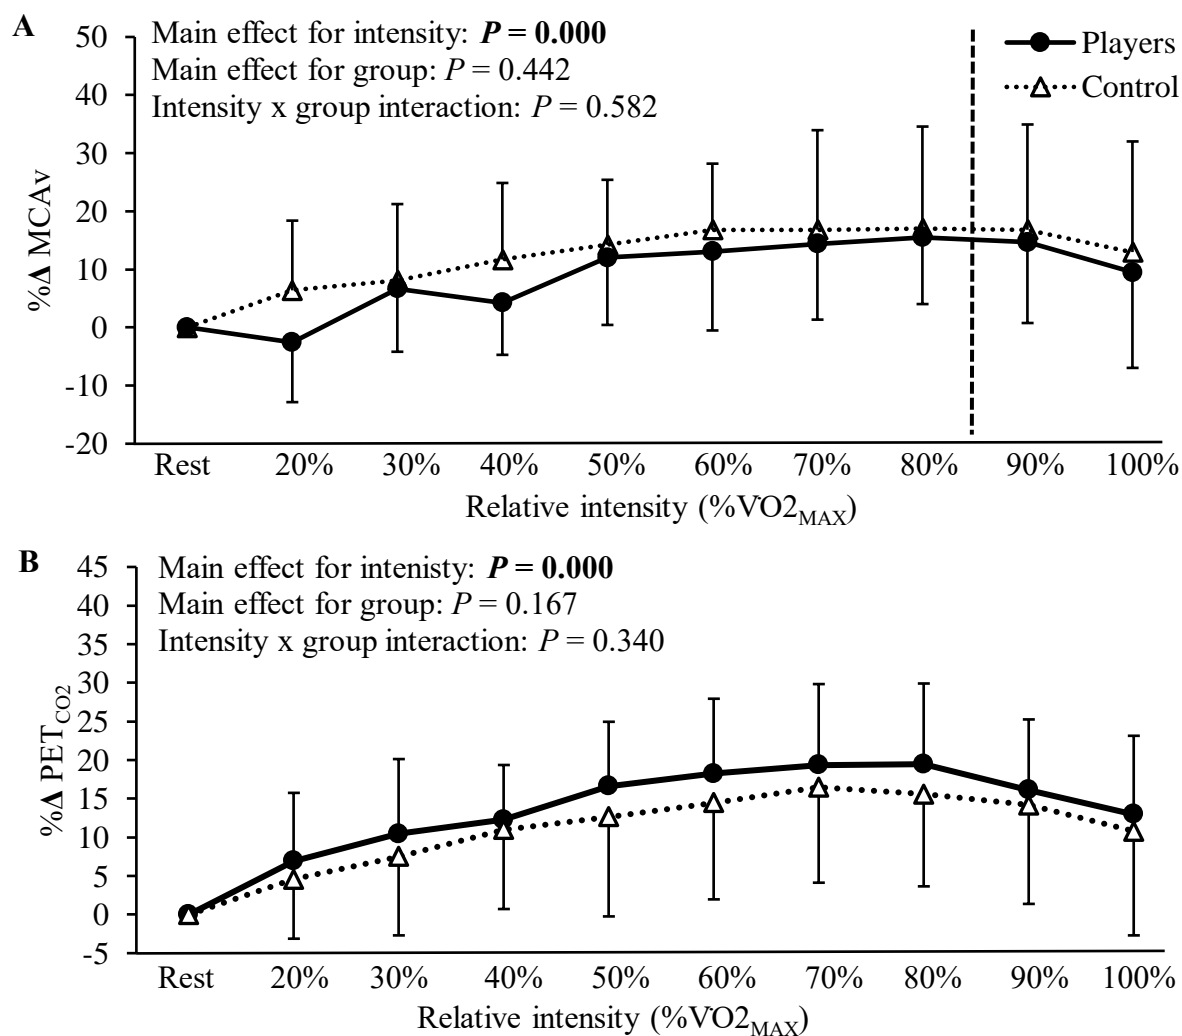 A
Main effect for intensity: P = 0.000
Main effect for group: P = 0.442
Intensity x group interaction: P = 0.582
Players
Control
50
40
30
20
10
0
-10
-20
%Δ MCAv
Rest 20% 30% 40% 50% 60% 70% 80% 90% 100%
Relative intensity (%V̇O2MAX)
B
Main effect for intenisty: P = 0.000
Main effect for group: P = 0.167
Intensity x group interaction: P = 0.340
45
40
35
30
25
20
15
10
5
0
-5
%Δ PETCO2
Rest 20% 30% 40% 50% 60% 70% 80% 90% 100%
Relative intensity (%V̇O2MAX)